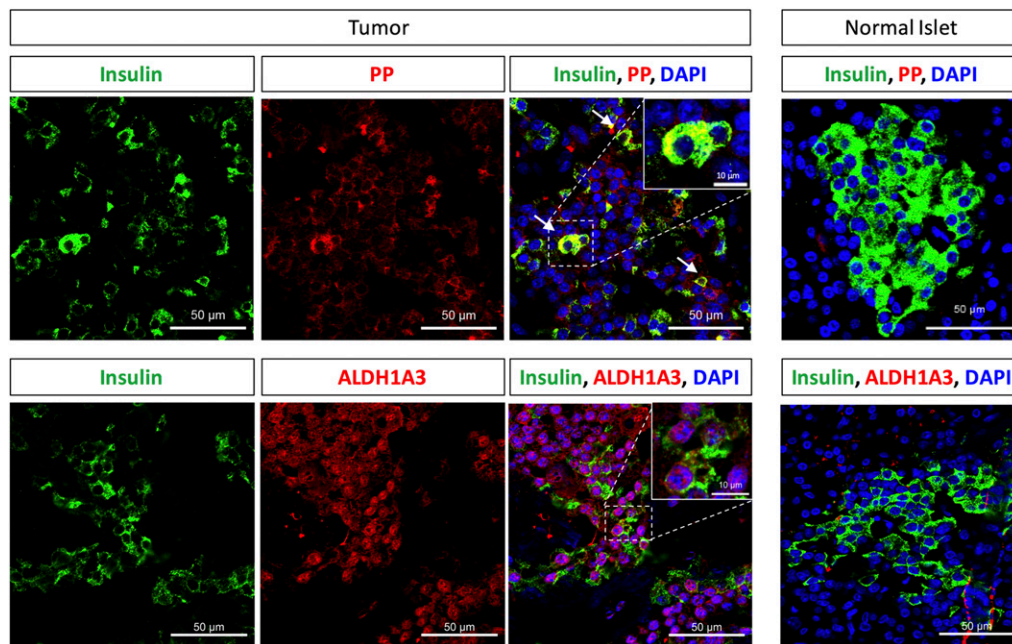 Tumor
Normal Islet
Insulin
PP
Insulin, PP, DAPI
Insulin, PP, DAPI
10 µm
50 µm
50 µm
50 µm
50 µm
Insulin
ALDH1A3
Insulin, ALDH1A3, DAPI
Insulin, ALDH1A3, DAPI
10 µm
50 µm
50 µm
50 µm
50 µm